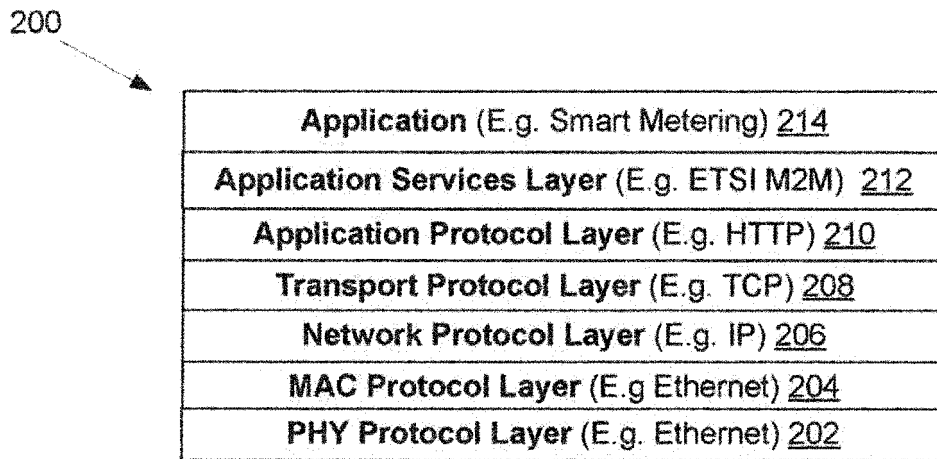 200
Application (E.g. Smart Metering) 214
Application Services Layer (E.g. ETSI M2M) 212
Application Protocol Layer (E.g. HTTP) 210
Transport Protocol Layer (E.g. TCP) 208
Network Protocol Layer (E.g. IP) 206
MAC Protocol Layer (E.g Ethernet) 204
PHY Protocol Layer (E.g. Ethernet) 202